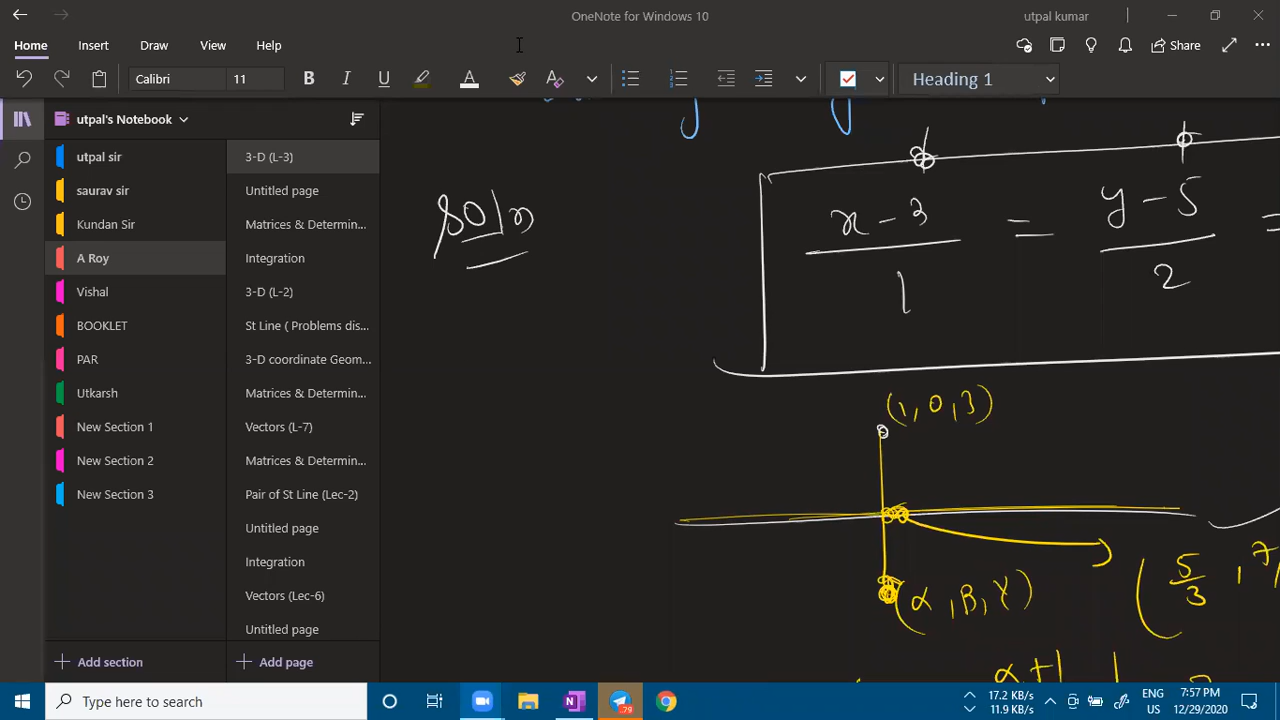 OneNote for Windows 10
utpal kumar
Home Insert Draw View Help
Share
Calibri 11 B I U A Heading 1
utpal's Notebook
utpal sir
saurav sir
Kundan Sir
A Roy
Vishal
BOOKLET
PAR
Utkarsh
New Section 1
New Section 2
New Section 3
Add section
3-D (L-3)
Untitled page
Matrices & Determin...
Integration
3-D (L-2)
St Line ( Problems dis...
3-D coordinate Geom...
Matrices & Determin...
Vectors (L-7)
Matrices & Determin...
Pair of St Line (Lec-2)
Untitled page
Integration
Vectors (Lec-6)
Untitled page
Add page
Soln
x-3 = y-5 =
1 2
(1,0,3)
(α,β,γ)
(5/3, 7/
α+1
Type here to search
79
17.2 KB/s
11.9 KB/s
ENG
US
7:57 PM
12/29/2020